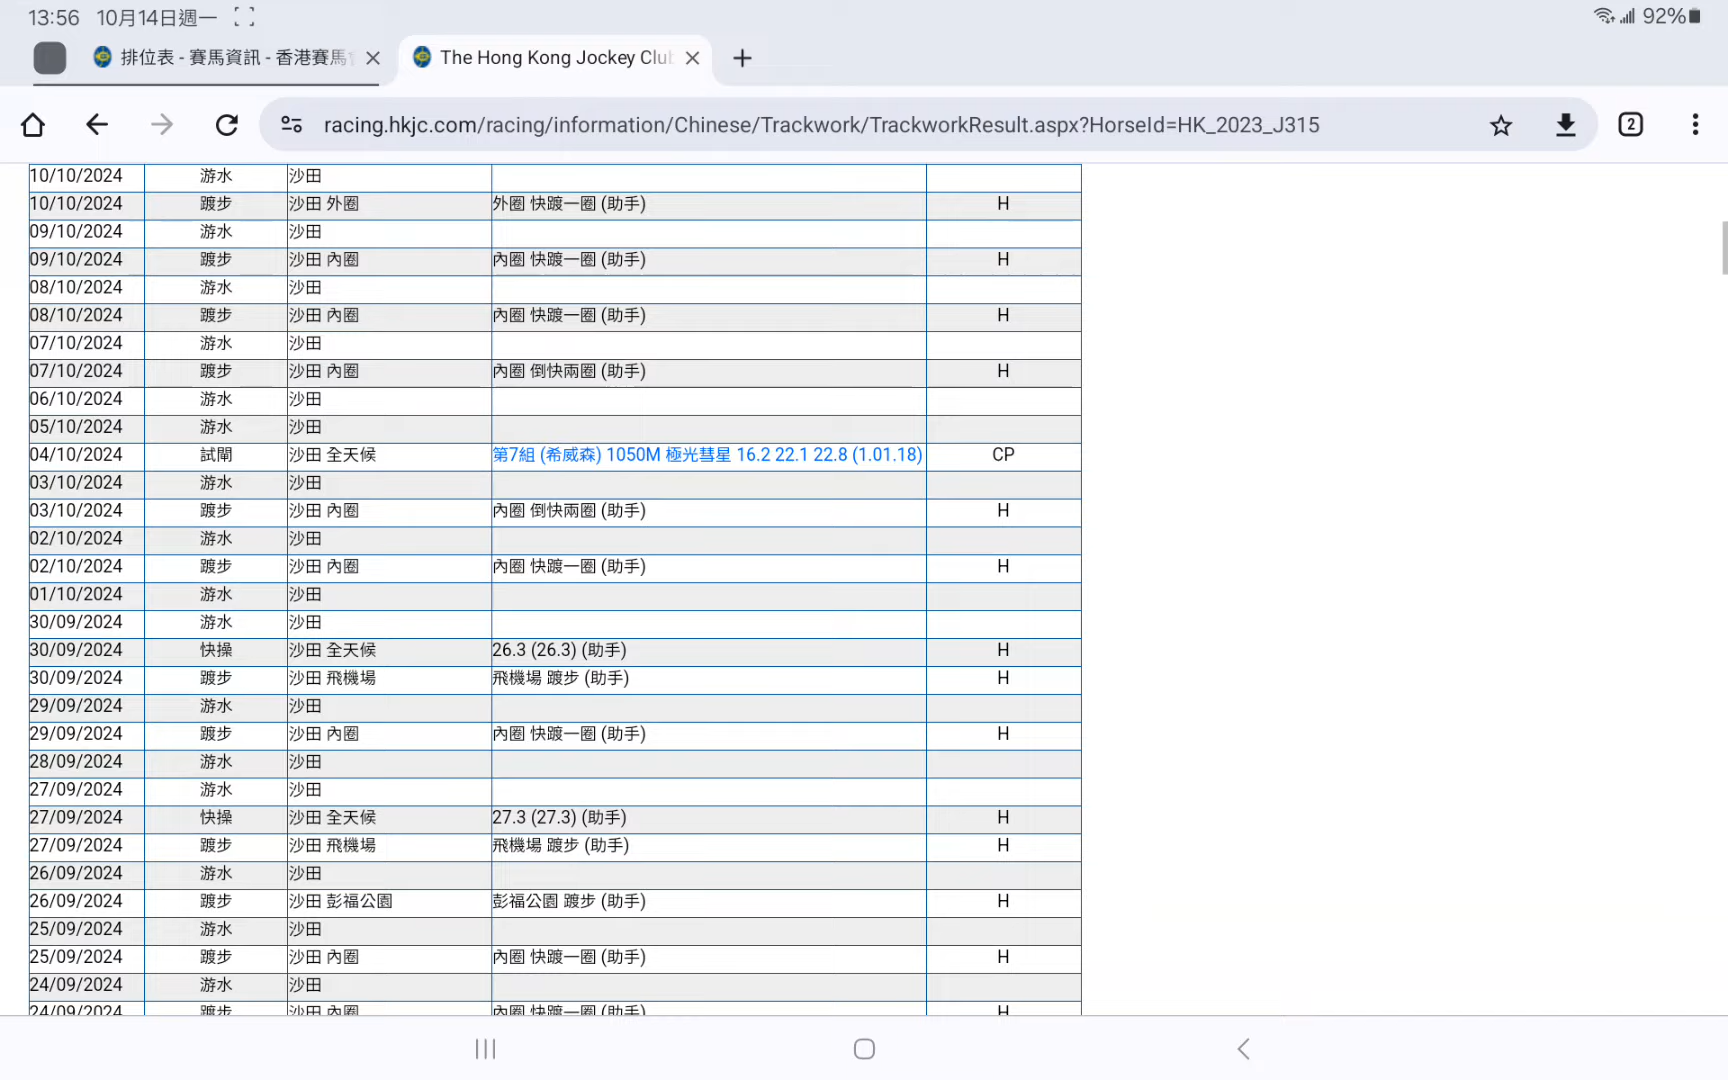 13:56 10月14日週一 92%
排位表 - 賽馬資訊 - 香港賽馬 The Hong Kong Jockey Clu
racing.hkjc.com/racing/information/Chinese/Trackwork/TrackworkResult.aspx?HorseId=HK_2023_J315 2
10/10/2024 游水 沙田
10/10/2024 踱步 沙田 外圈 外圈 快踱一圈 (助手) H
09/10/2024 游水 沙田
09/10/2024 踱步 沙田 內圈 內圈 快踱一圈 (助手) H
08/10/2024 游水 沙田
08/10/2024 踱步 沙田 內圈 內圈 快踱一圈 (助手) H
07/10/2024 游水 沙田
07/10/2024 踱步 沙田 內圈 內圈 倒快兩圈 (助手) H
06/10/2024 游水 沙田
05/10/2024 游水 沙田
04/10/2024 試閘 沙田 全天候 第7組 (希威森) 1050M 極光彗星 16.2 22.1 22.8 (1.01.18) CP
03/10/2024 游水 沙田
03/10/2024 踱步 沙田 內圈 內圈 倒快兩圈 (助手) H
02/10/2024 游水 沙田
02/10/2024 踱步 沙田 內圈 內圈 快踱一圈 (助手) H
01/10/2024 游水 沙田
30/09/2024 游水 沙田
30/09/2024 快操 沙田 全天候 26.3 (26.3) (助手) H
30/09/2024 踱步 沙田 飛機場 飛機場 踱步 (助手) H
29/09/2024 游水 沙田
29/09/2024 踱步 沙田 內圈 內圈 快踱一圈 (助手) H
28/09/2024 游水 沙田
27/09/2024 游水 沙田
27/09/2024 快操 沙田 全天候 27.3 (27.3) (助手) H
27/09/2024 踱步 沙田 飛機場 飛機場 踱步 (助手) H
26/09/2024 游水 沙田
26/09/2024 踱步 沙田 彭福公園 彭福公園 踱步 (助手) H
25/09/2024 游水 沙田
25/09/2024 踱步 沙田 內圈 內圈 快踱一圈 (助手) H
24/09/2024 游水 沙田
24/09/2024 踱步 沙田 內圈 內圈 快踱一圈 (助手) H